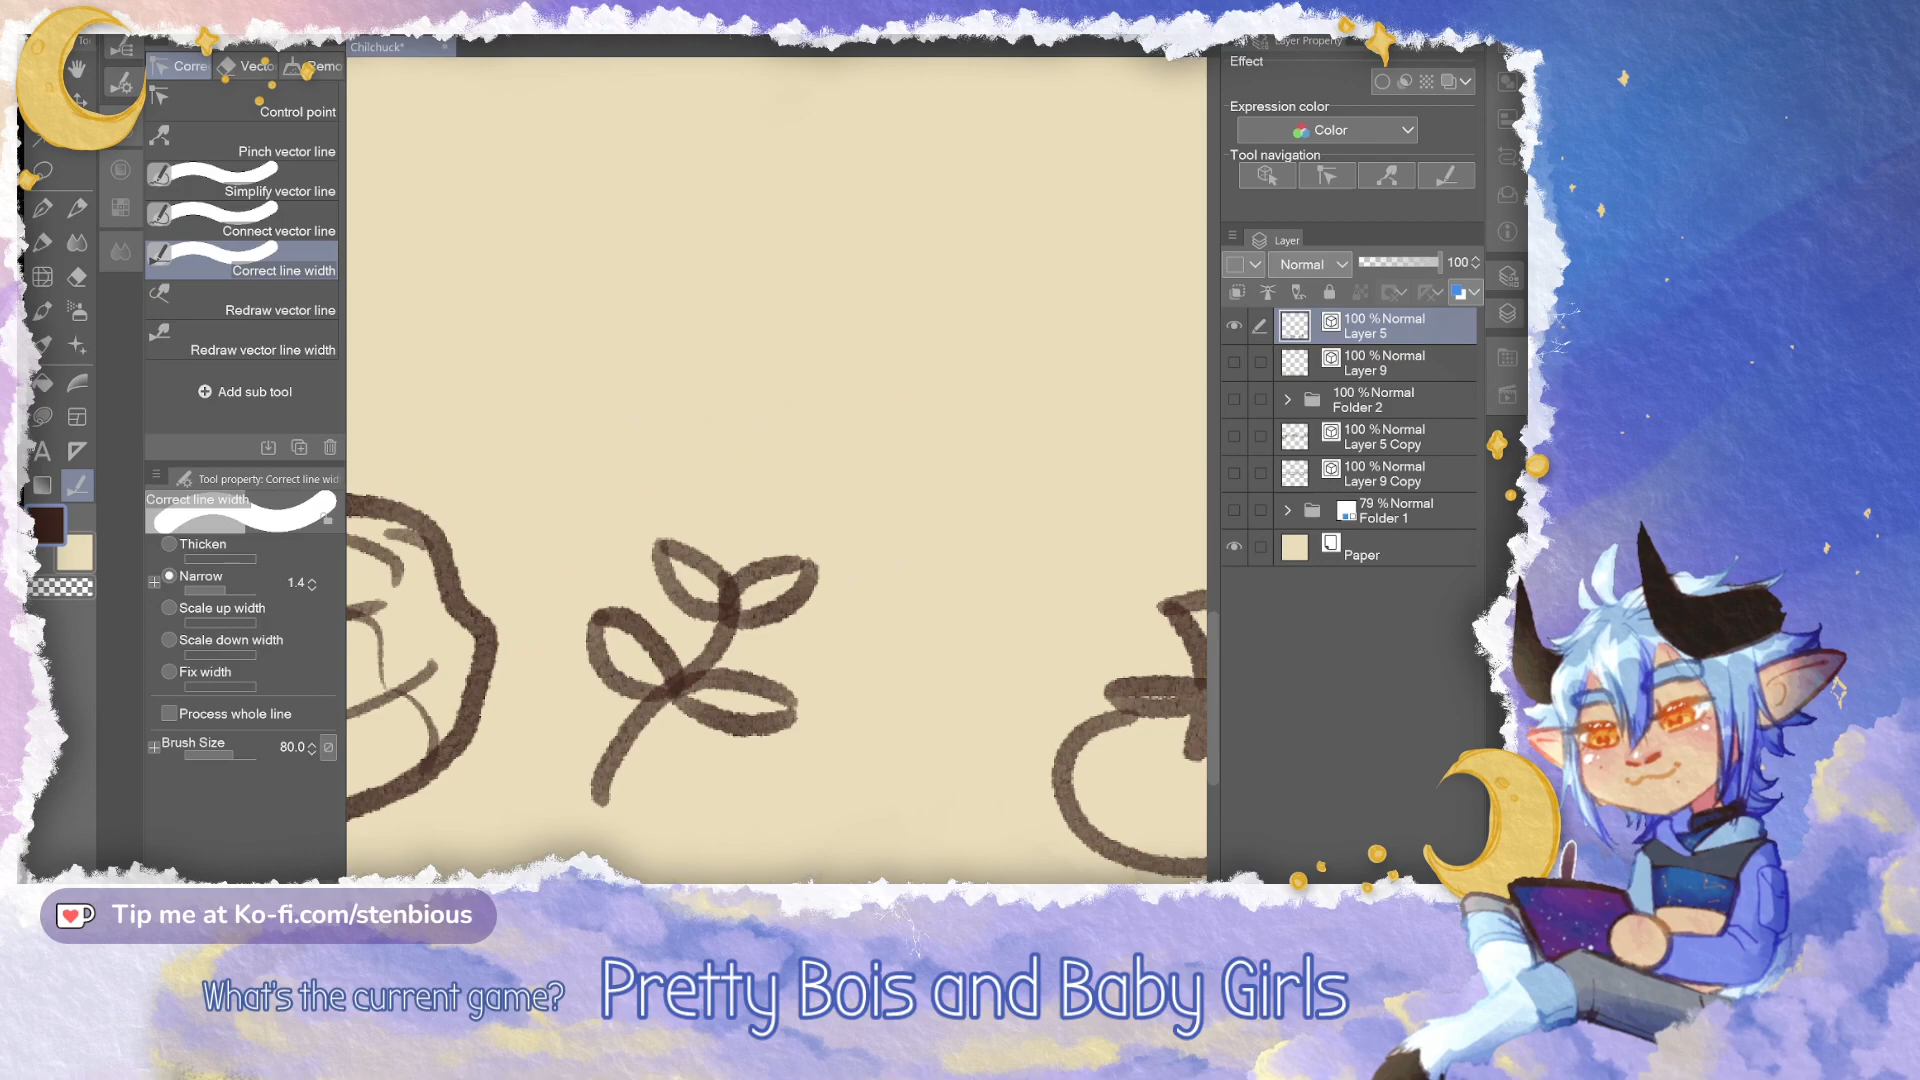 Chilchuck*
Corre
Vecto
Remo
Control point
Pinch vector line
Simplify vector line
Connect vector line
Correct line width
Redraw vector line
Redraw vector line width
Add sub tool
Tool property: Correct line wid
Correct line width
Thicken
Narrow 1.4
Scale up width
Scale down width
Fix width
Process whole line
Brush Size 80.0
Layer Property
Effect
Expression color
Color
Tool navigation
Layer
Normal 100
100 %Normal
Layer 5
100 %Normal
Layer 9
100 %Normal
Folder 2
100 %Normal
Layer 5 Copy
100 %Normal
Layer 9 Copy
79 %Normal
Folder 1
Paper
Tip me at Ko-fi.com/stenbious
What's the current game?
Pretty Bois and Baby Girls